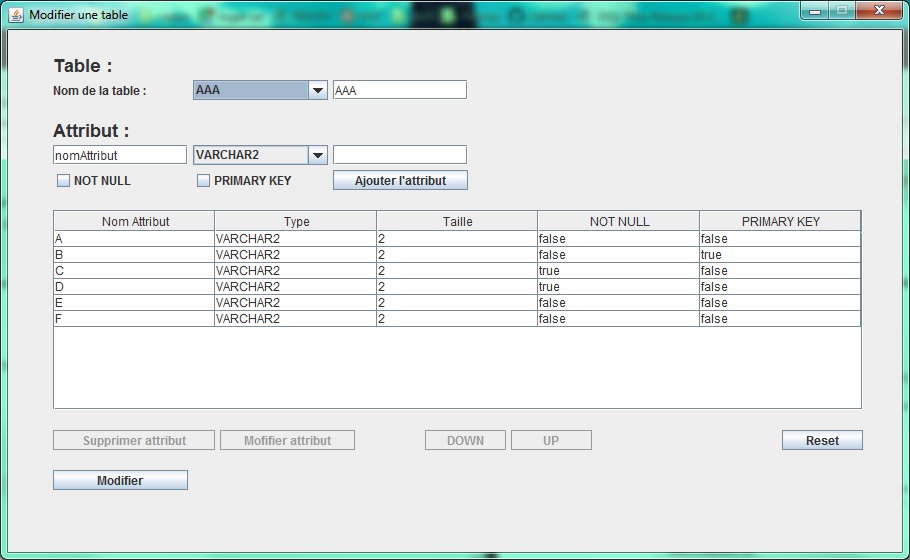 Modifier une table
Table :
Nom de la table : AAA AAA
Attribut :
nomAttribut VARCHAR2
NOT NULL PRIMARY KEY Ajouter l'attribut
Nom Attribut Type Taille NOT NULL PRIMARY KEY
A VARCHAR2 2 false false
B VARCHAR2 2 false true
C VARCHAR2 2 true false
D VARCHAR2 2 true false
E VARCHAR2 2 false false
F VARCHAR2 2 false false
Supprimer attribut Mofifier attribut DOWN UP Reset
Modifier